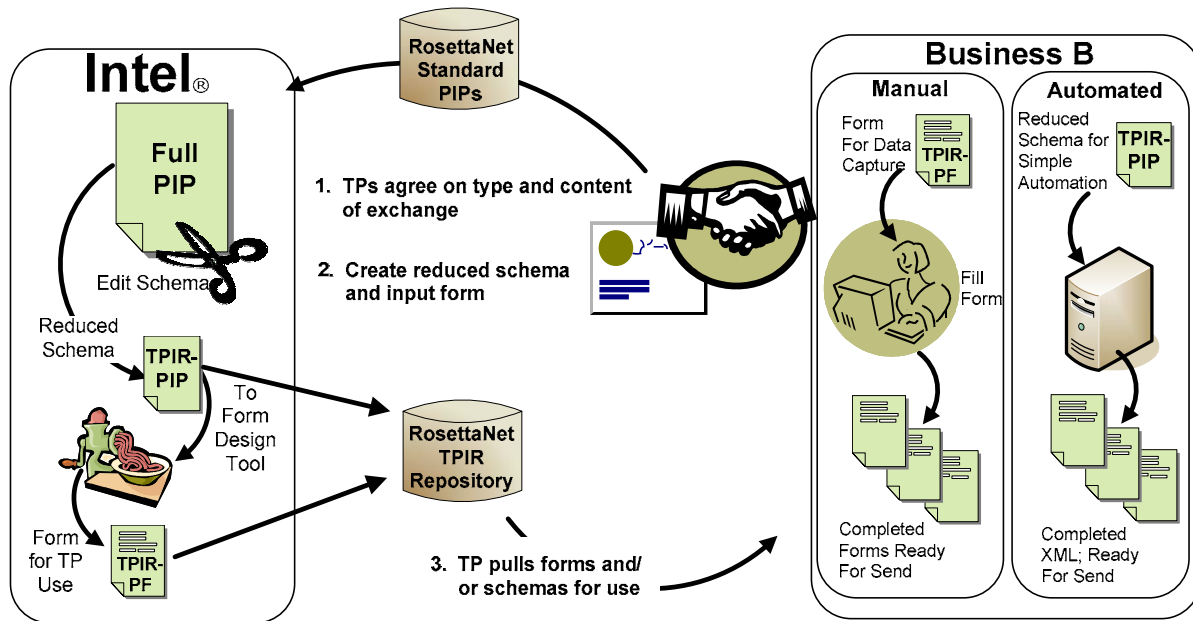 RosettaNet
Standard
PIPs
Intel®
Full
PIP
Edit Schema
Reduced
Schema
TPIR-
PIP
To
Form
Design
Tool
Form
for TP
Use
TPIR-
PF
1. TPs agree on type and content
of exchange
2. Create reduced schema
and input form
RosettaNet
TPIR
Repository
3. TP pulls forms and/
or schemas for use
Business B
Manual
Form
For Data
Capture
TPIR-
PF
Fill
Form
Completed
Forms Ready
For Send
Automated
Reduced
Schema for
Simple
Automation
TPIR-
PIP
Completed
XML; Ready
For Send